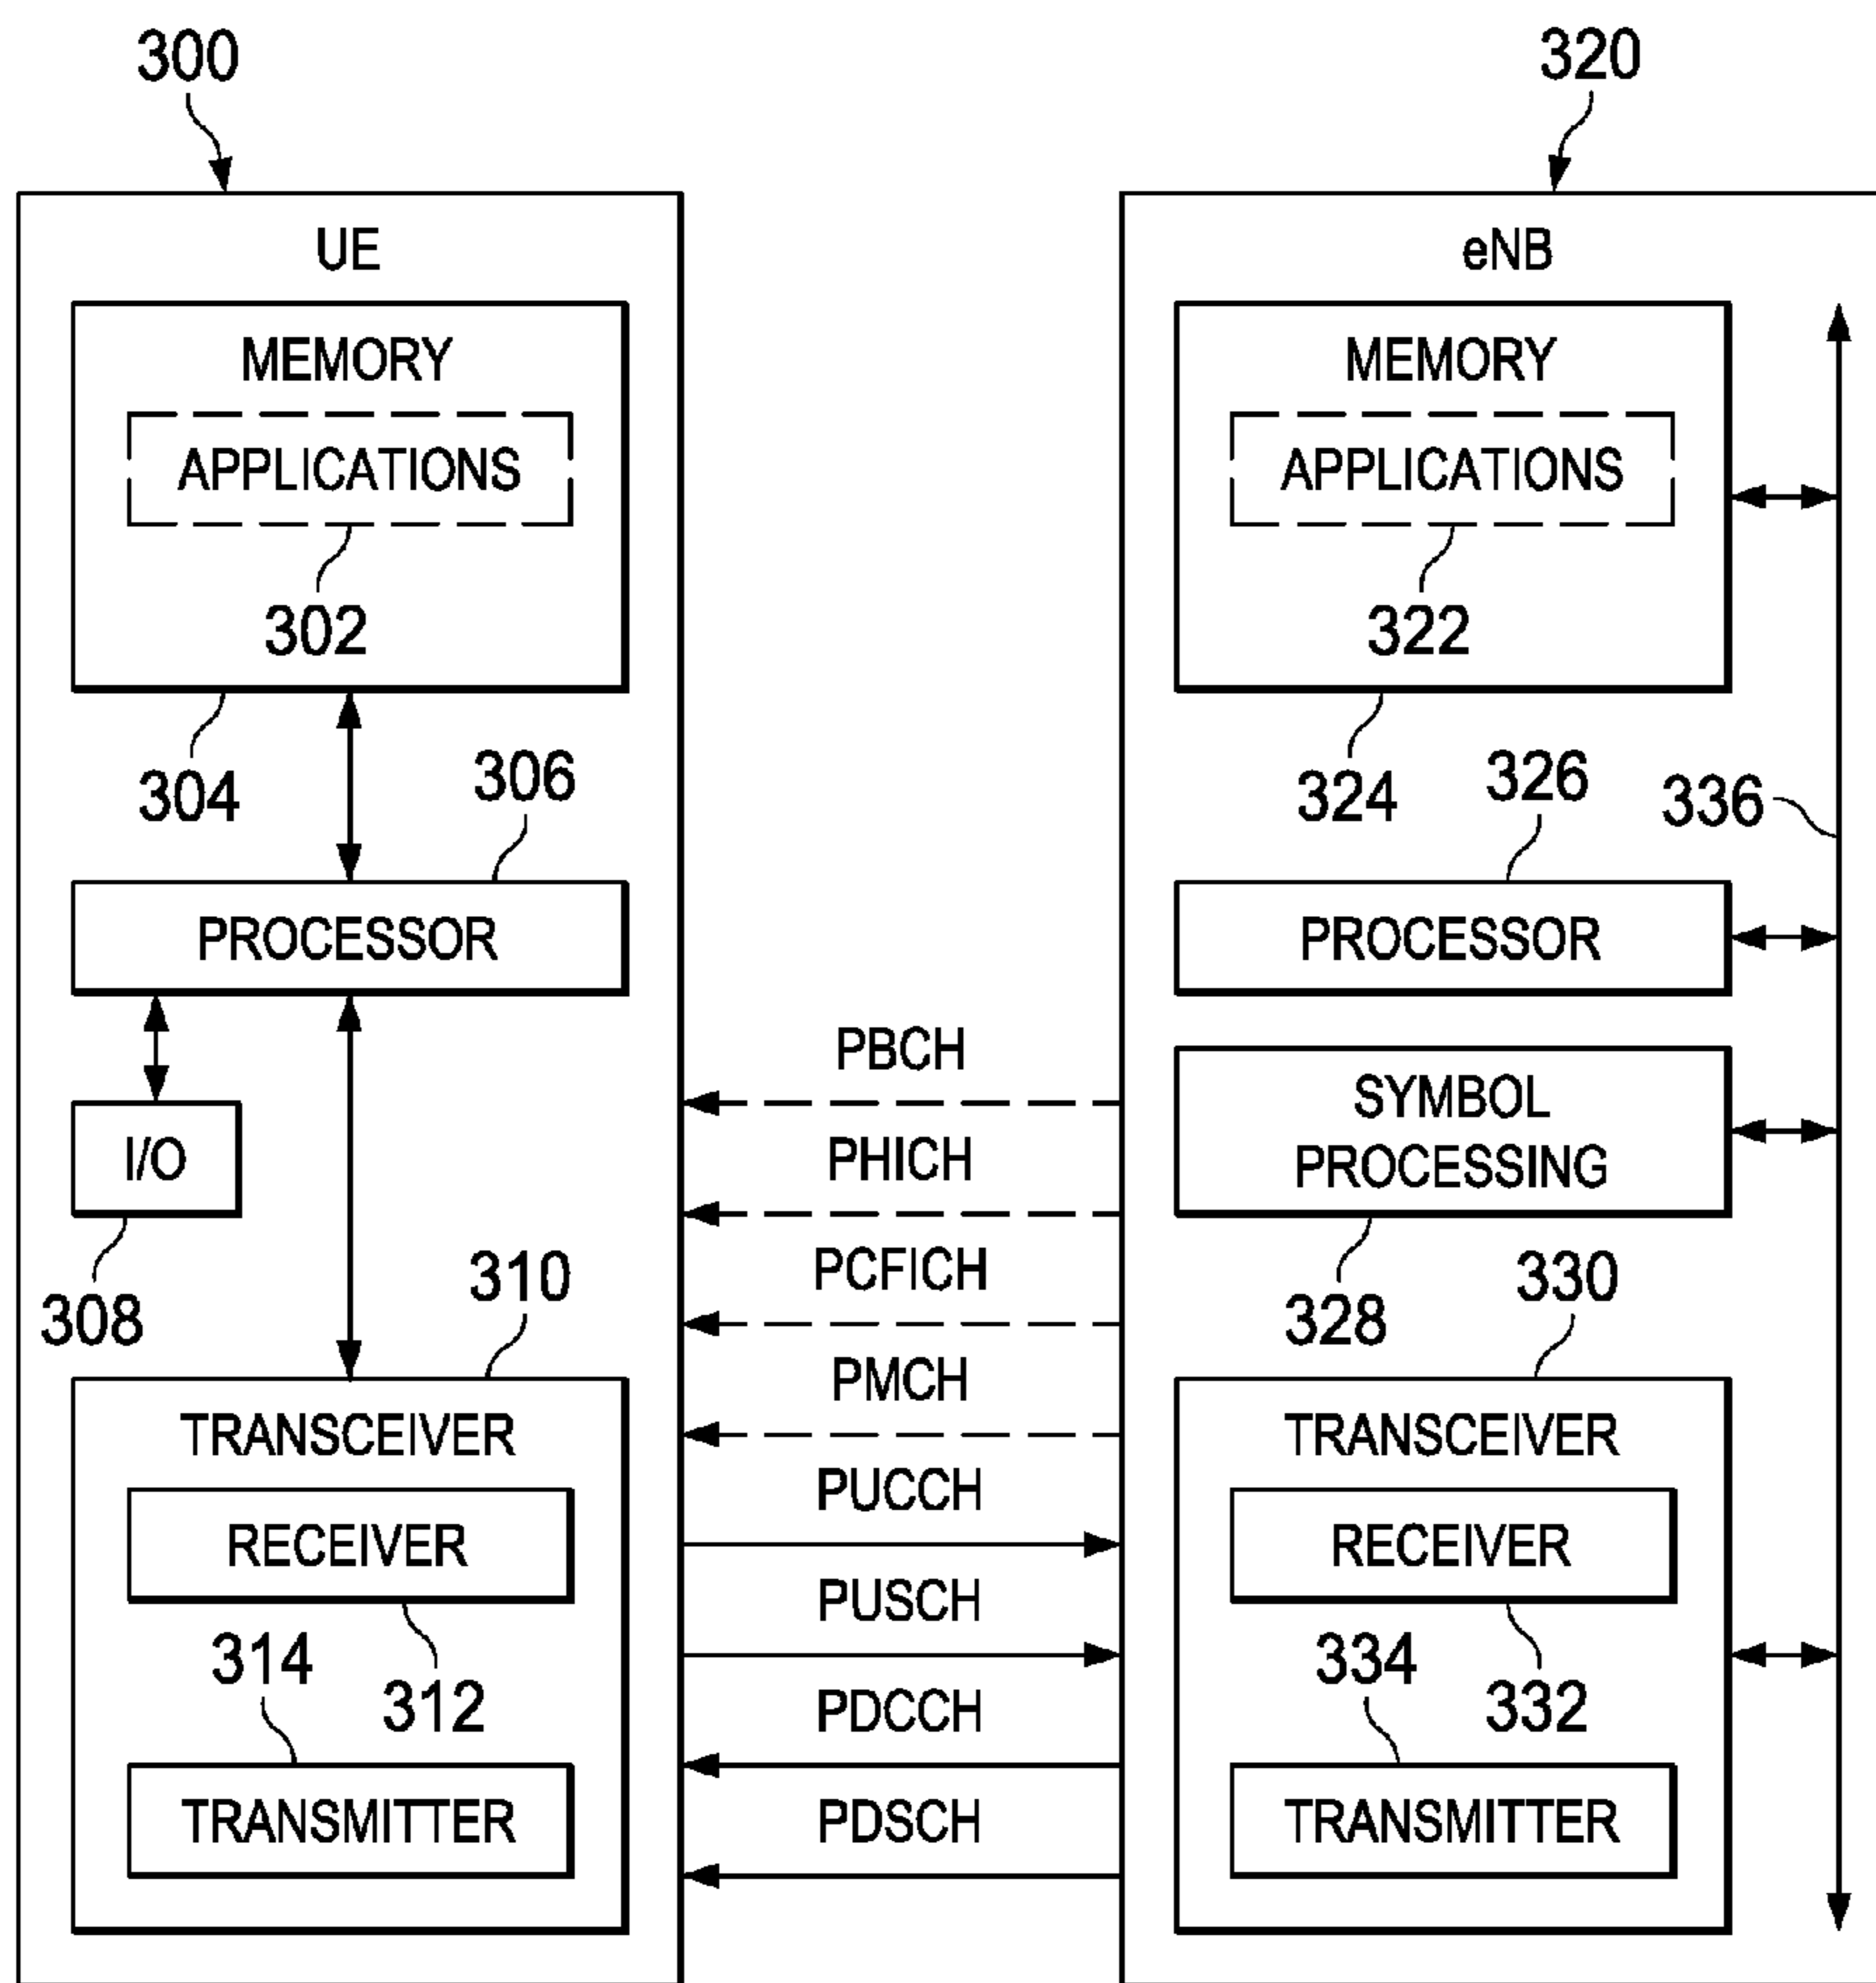 300
320
UE
MEMORY
APPLICATIONS
302
304
306
PROCESSOR
I/O
308
310
TRANSCEIVER
RECEIVER
314
312
TRANSMITTER
PBCH
PHICH
PCFICH
PMCH
PUCCH
PUSCH
PDCCH
PDSCH
eNB
MEMORY
APPLICATIONS
322
324
326
336
PROCESSOR
SYMBOL
PROCESSING
328
330
TRANSCEIVER
RECEIVER
334
332
TRANSMITTER